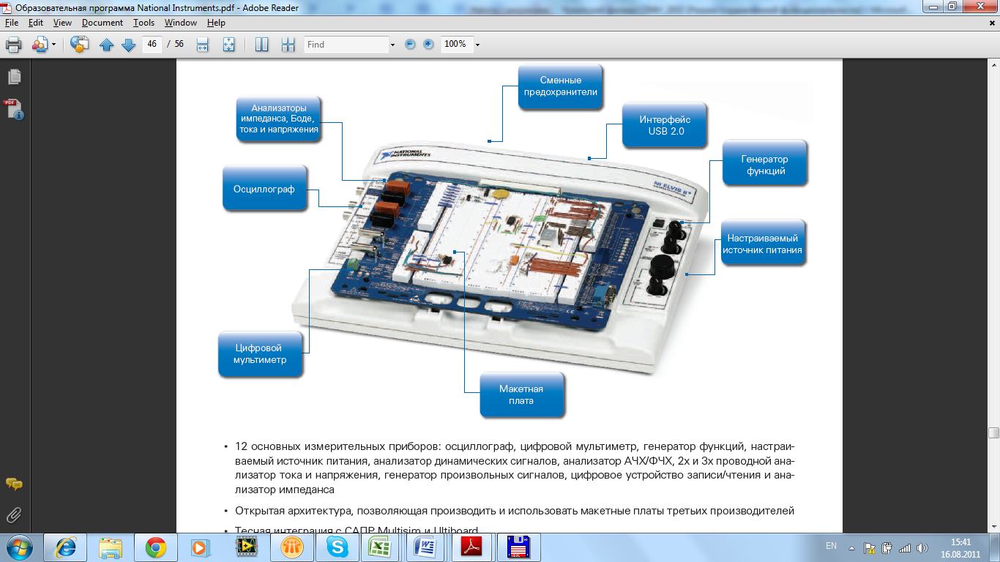 Образовательная программа National Instruments.pdf - Adobe Reader
File Edit View Document Tools Window Help
46 / 56 Find 100%
Сменные
предохранители
Анализаторы
импеданса, Боде,
тока и напряжения
Интерфейс
USB 2.0
Генератор
функций
Осциллограф
Настраиваемый
источник питания
NATIONAL
INSTRUMENTS
NI ELVIS II+
Цифровой
мультиметр
Макетная
плата
▪ 12 основных измерительных приборов: осциллограф, цифровой мультиметр, генератор функций, настраи-
ваемый источник питания, анализатор динамических сигналов, анализатор АЧХ/ФЧХ, 2х и 3х проводной ана-
лизатор тока и напряжения, генератор произвольных сигналов, цифровое устройство записи/чтения и ана-
лизатор импеданса
▪ Открытая архитектура, позволяющая производить и использовать макетные платы третьих производителей
▪ Тесная интеграция с САПР Multisim и Ultiboard
EN
15:41
16.08.2011